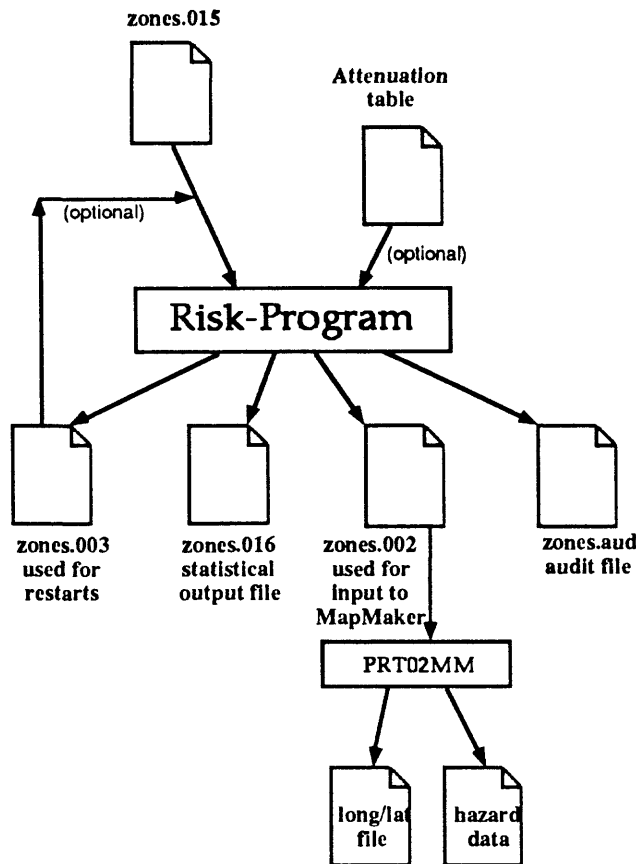 zones.015
Attenuation
table
(optional)
(optional)
Risk-Program
zones.003
used for
restarts
zones.016
statistical
output file
zones.002
used for
input to
MapMaker
zones.aud
audit file
PRT02MM
long/lat
file
hazard
data